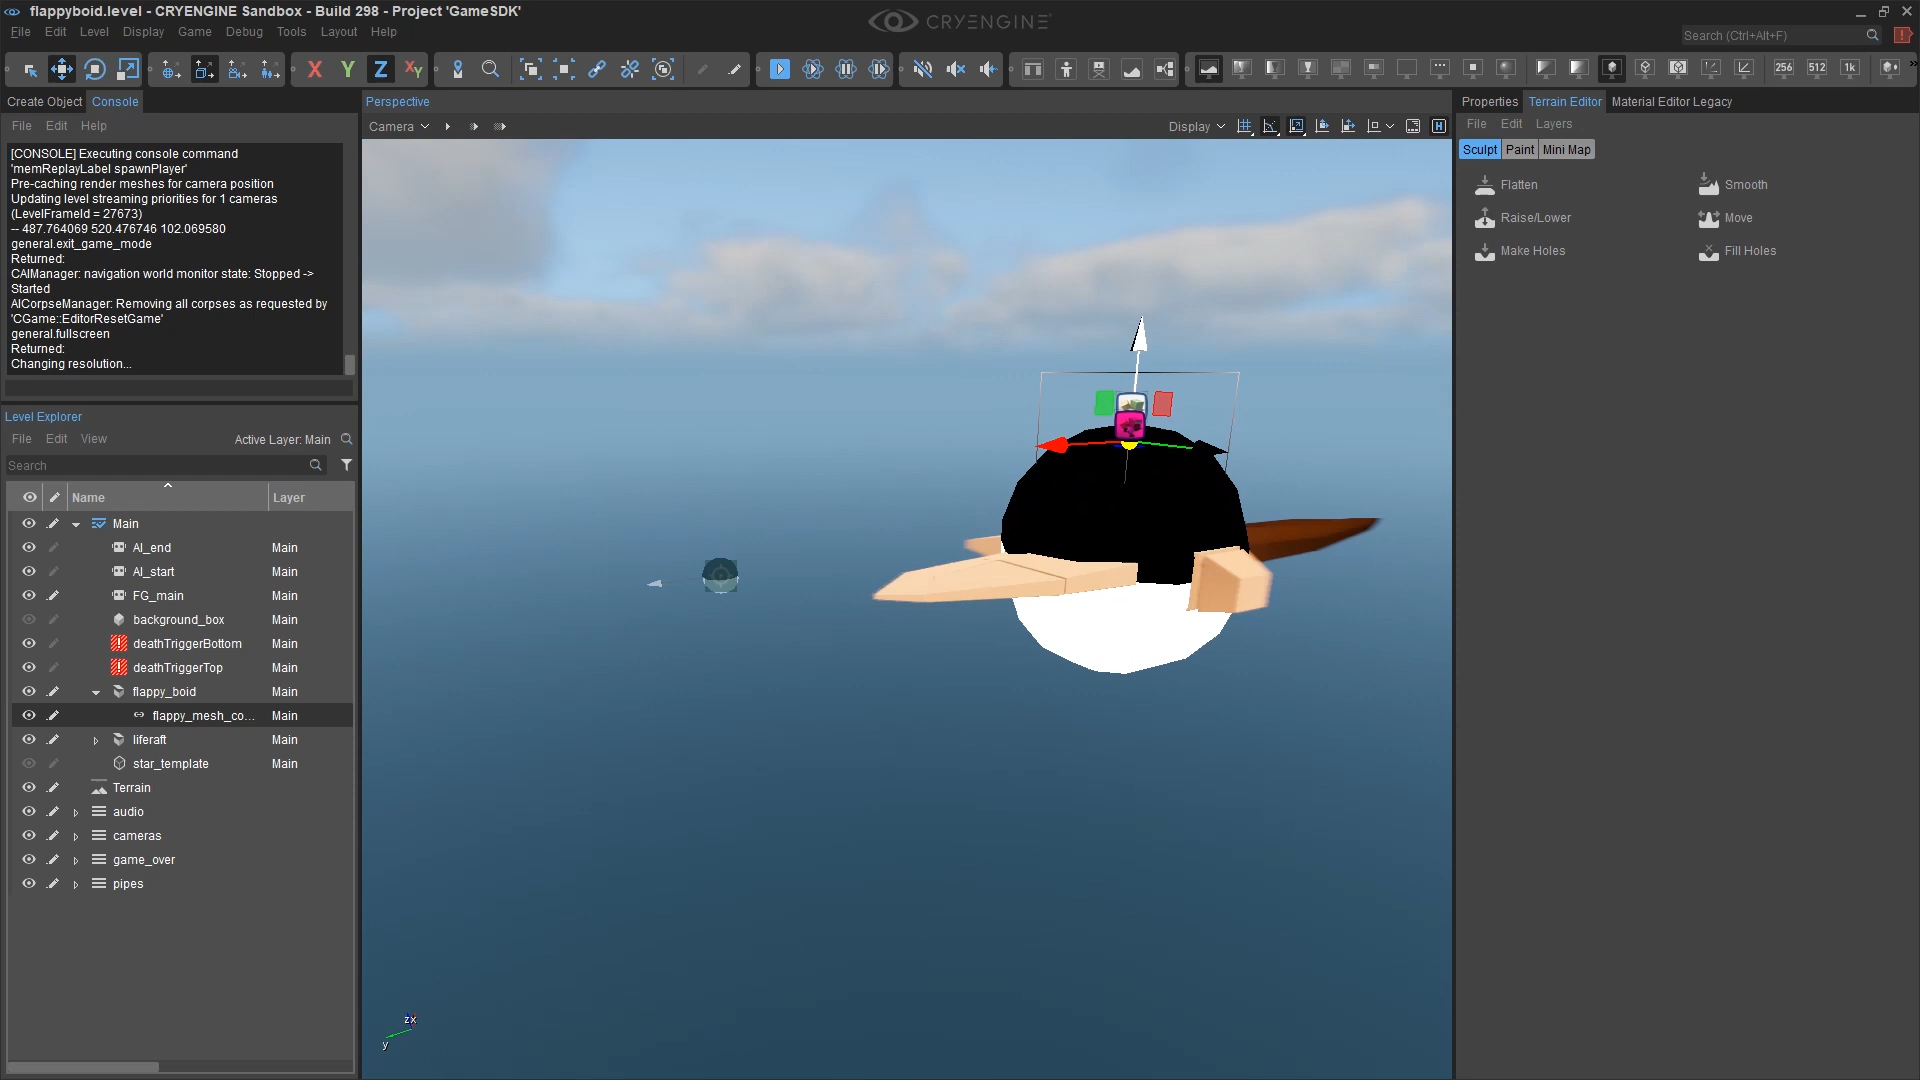 flappyboid.level - CRYENGINE Sandbox - Build 298 - Project 'GameSDK'
CRYENGINE
File Edit Level Display Game Debug Tools Layout Help
Search (Ctrl+Alt+F)
X Y Z XY
256 512 1k
Create Object Console
File Edit Help
[CONSOLE] Executing console command
'memReplayLabel spawnPlayer'
Pre-caching render meshes for camera position
Updating level streaming priorities for 1 cameras
(LevelFrameId = 27673)
-- 487.764069 520.476746 102.069580
general.exit_game_mode
Returned:
CAIManager: navigation world monitor state: Stopped ->
Started
AICorpseManager: Removing all corpses as requested by
'CGame::EditorResetGame'
general.fullscreen
Returned:
Changing resolution...
Level Explorer
File Edit View
Active Layer: Main
Search
Name Layer
Main
AI_end Main
AI_start Main
FG_main Main
background_box Main
deathTriggerBottom Main
deathTriggerTop Main
flappy_boid Main
flappy_mesh_co... Main
liferaft Main
star_template Main
Terrain
audio
cameras
game_over
pipes
Perspective
Camera
Display
H
zx
y
Properties Terrain Editor Material Editor Legacy
File Edit Layers
Sculpt Paint Mini Map
Flatten Smooth
Raise/Lower Move
Make Holes Fill Holes